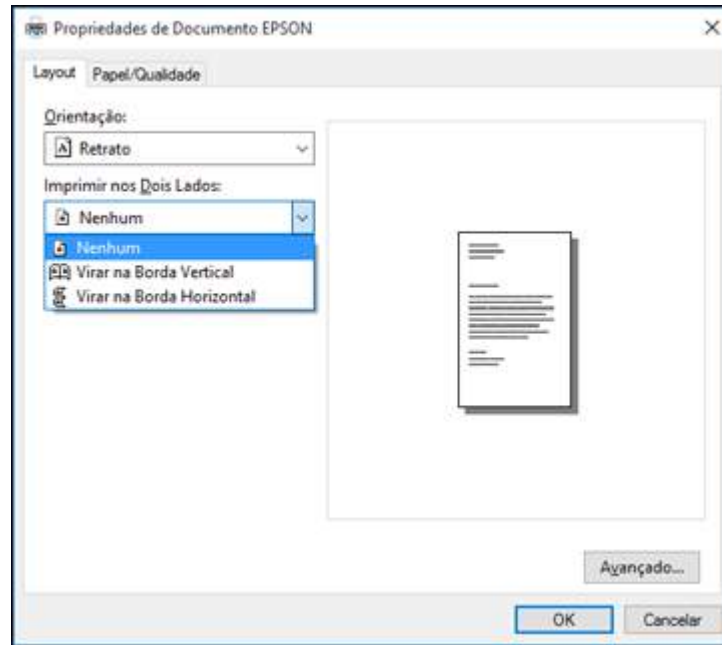 Propriedades de Documento EPSON
Layout Papel/Qualidade
Orientação:
Retrato
Imprimir nos Dois Lados:
Nenhum
Nenhum
Virar na Borda Vertical
Virar na Borda Horizontal
Avançado...
OK Cancelar